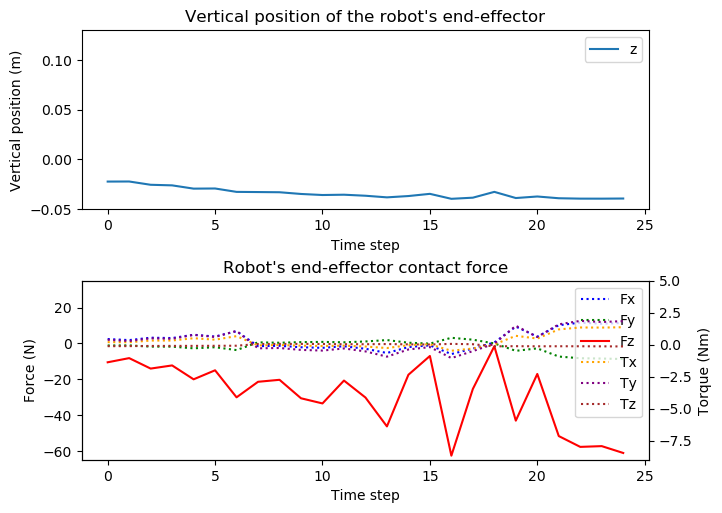 Vertical position of the robot's end-effector
Vertical position (m)
0.10
0.05
0.00
−0.05
z
0 5 10 15 20 25
Time step
Robot's end-effector contact force
Force (N)
20
0
−20
−40
−60
Fx
Fy
Fz
Tx
Ty
Tz
5.0
2.5
0.0
−2.5
−5.0
−7.5
Torque (Nm)
0 5 10 15 20 25
Time step